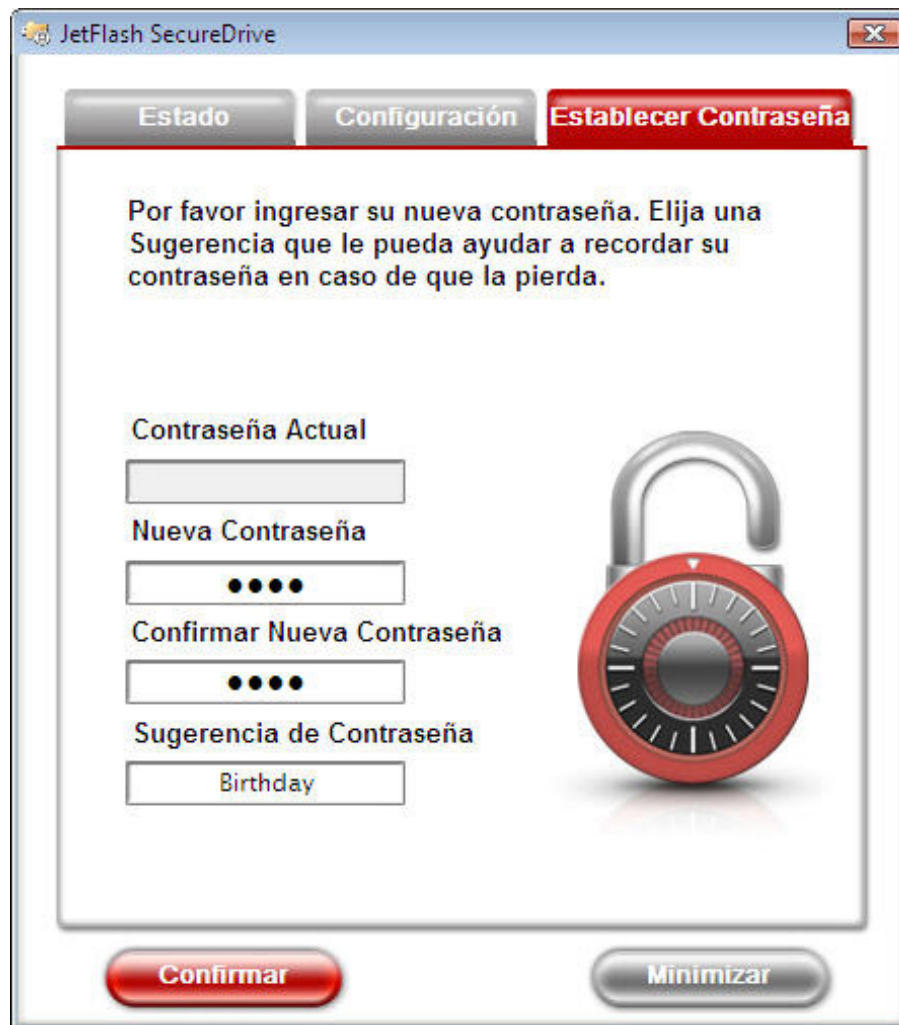 JetFlash SecureDrive
Estado
Configuración
Establecer Contraseña
Por favor ingresar su nueva contraseña. Elija una
Sugerencia que le pueda ayudar a recordar su
contraseña en caso de que la pierda.
Contraseña Actual
Nueva Contraseña
●●●●
Confirmar Nueva Contraseña
●●●●
Sugerencia de Contraseña
Birthday
Confirmar
Minimizar